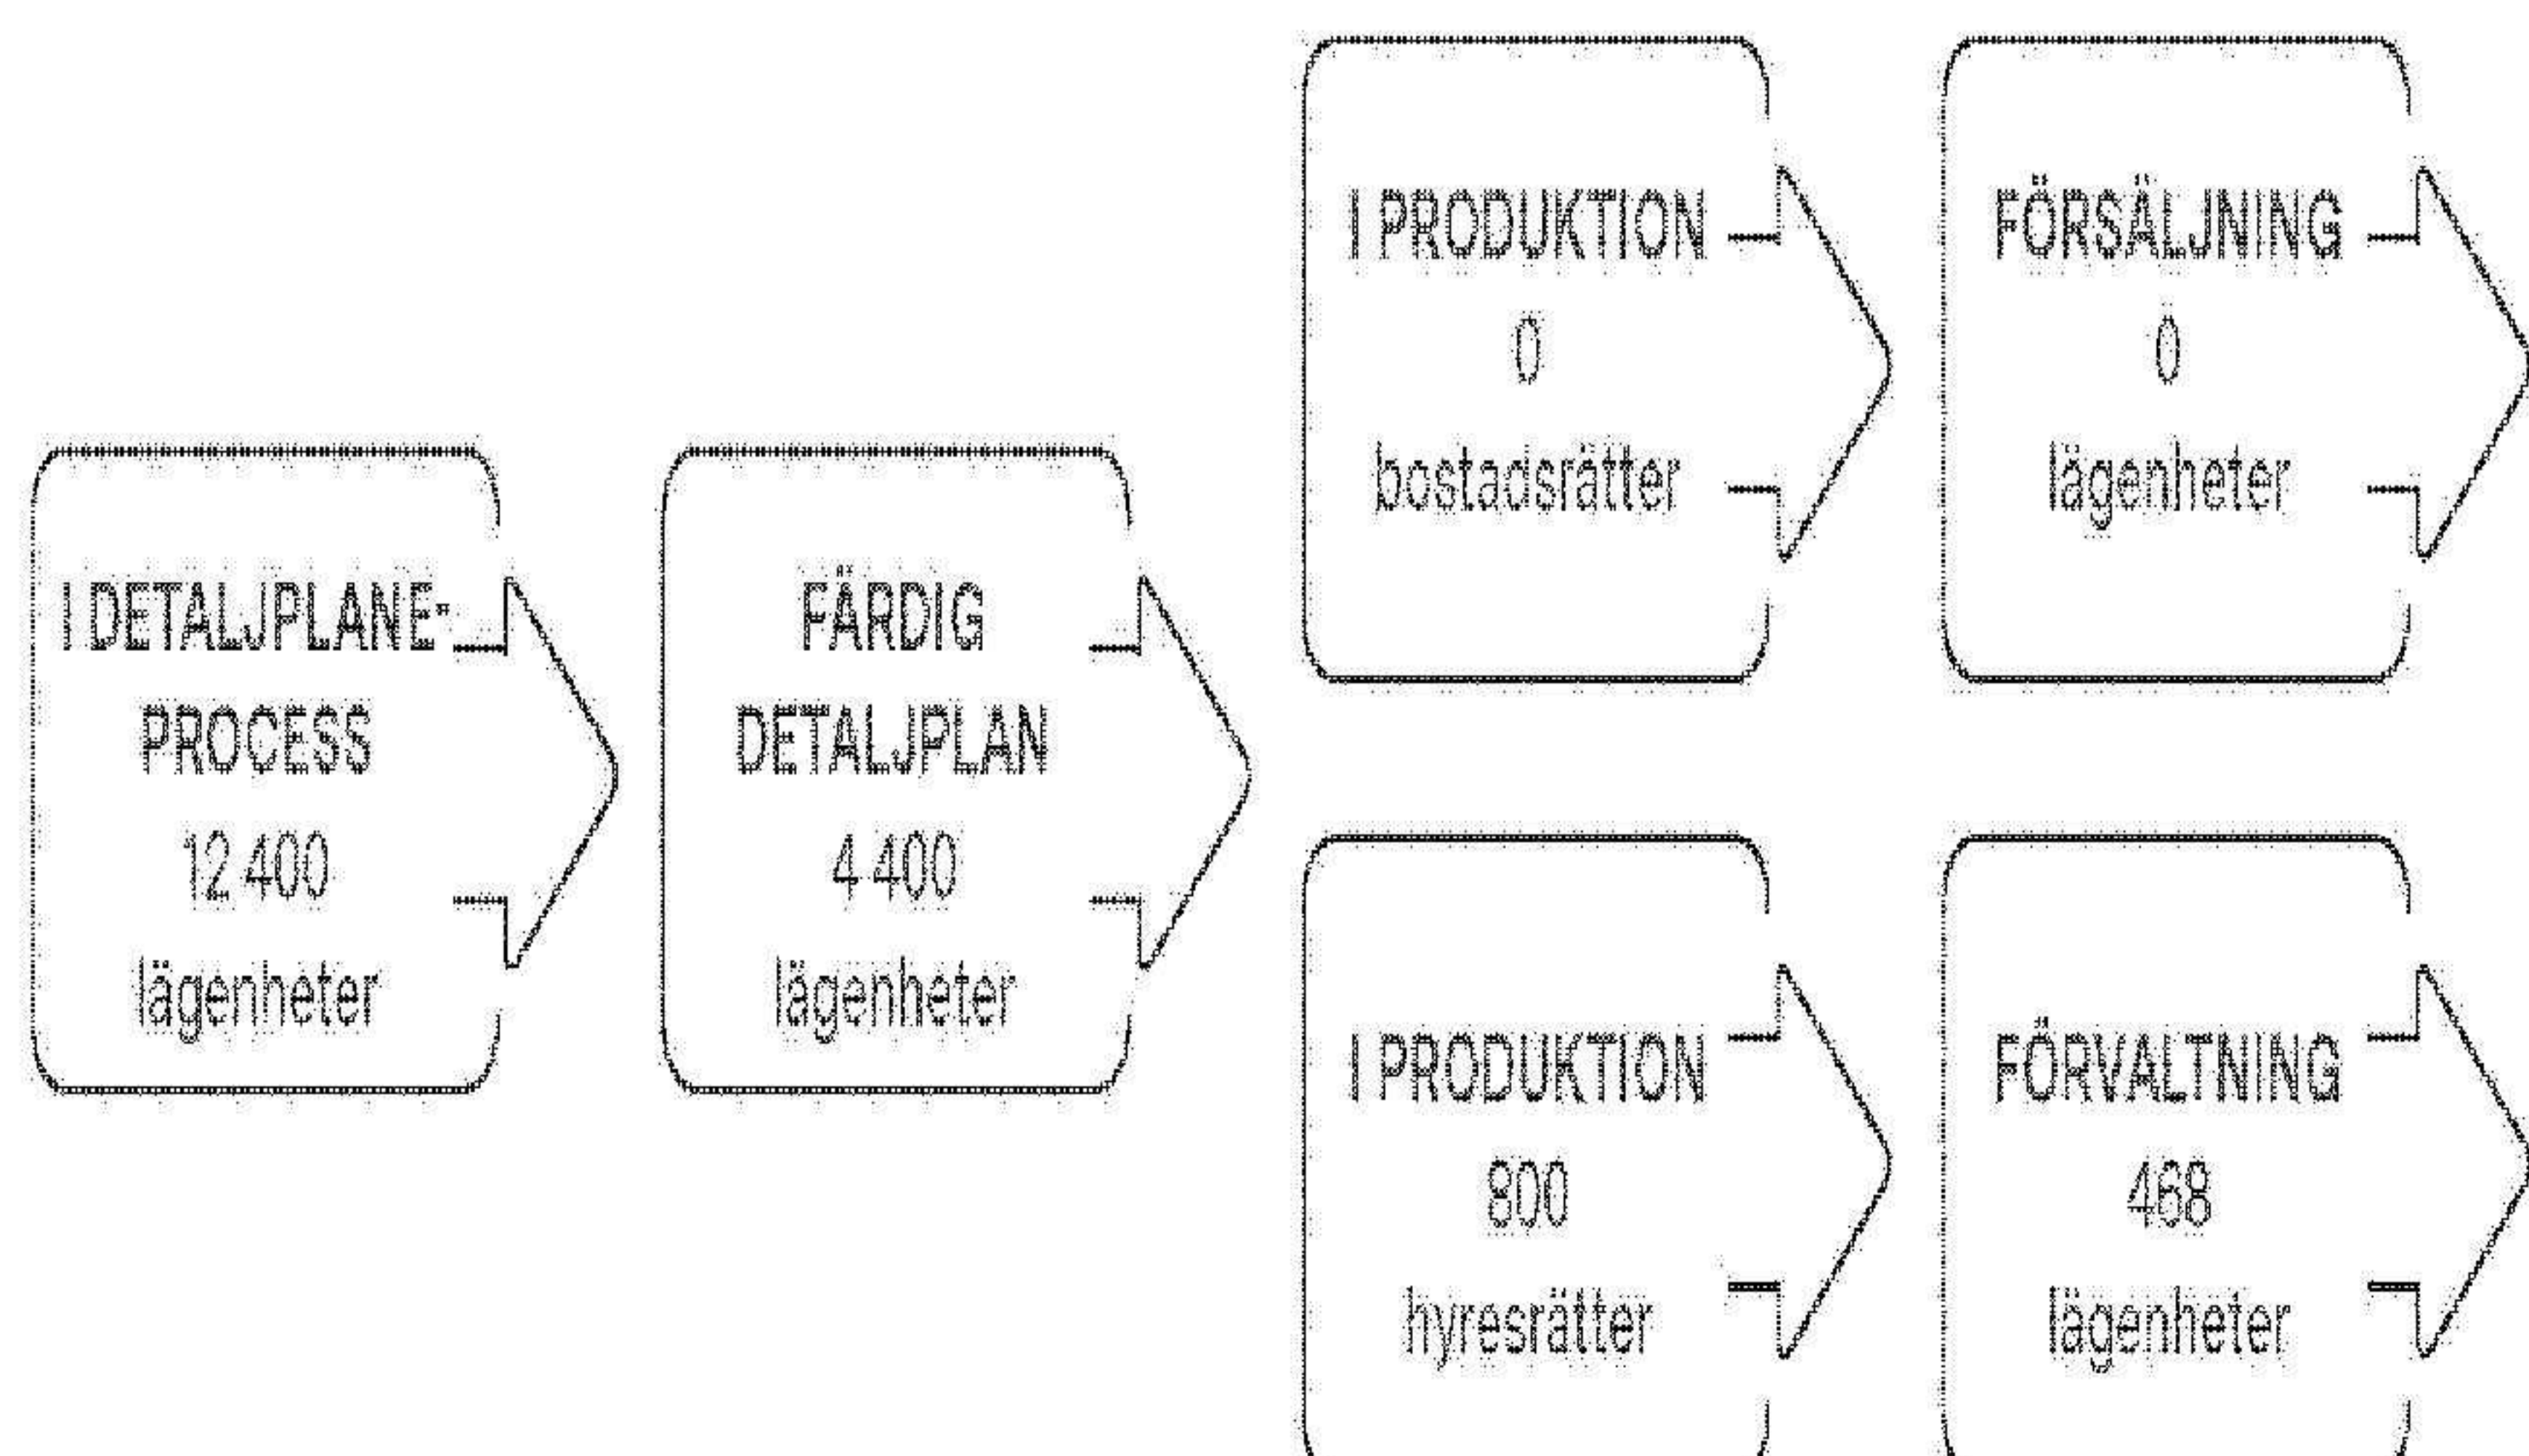 I DETALJPLANE-
PROCESS
12 400
lägenheter
FÄRDIG
DETALJPLAN
4 400
lägenheter
I PRODUKTION
0
bostadsrätter
FÖRSÄLJNING
0
lägenheter
I PRODUKTION
800
hyresrätter
FÖRVALTNING
468
lägenheter